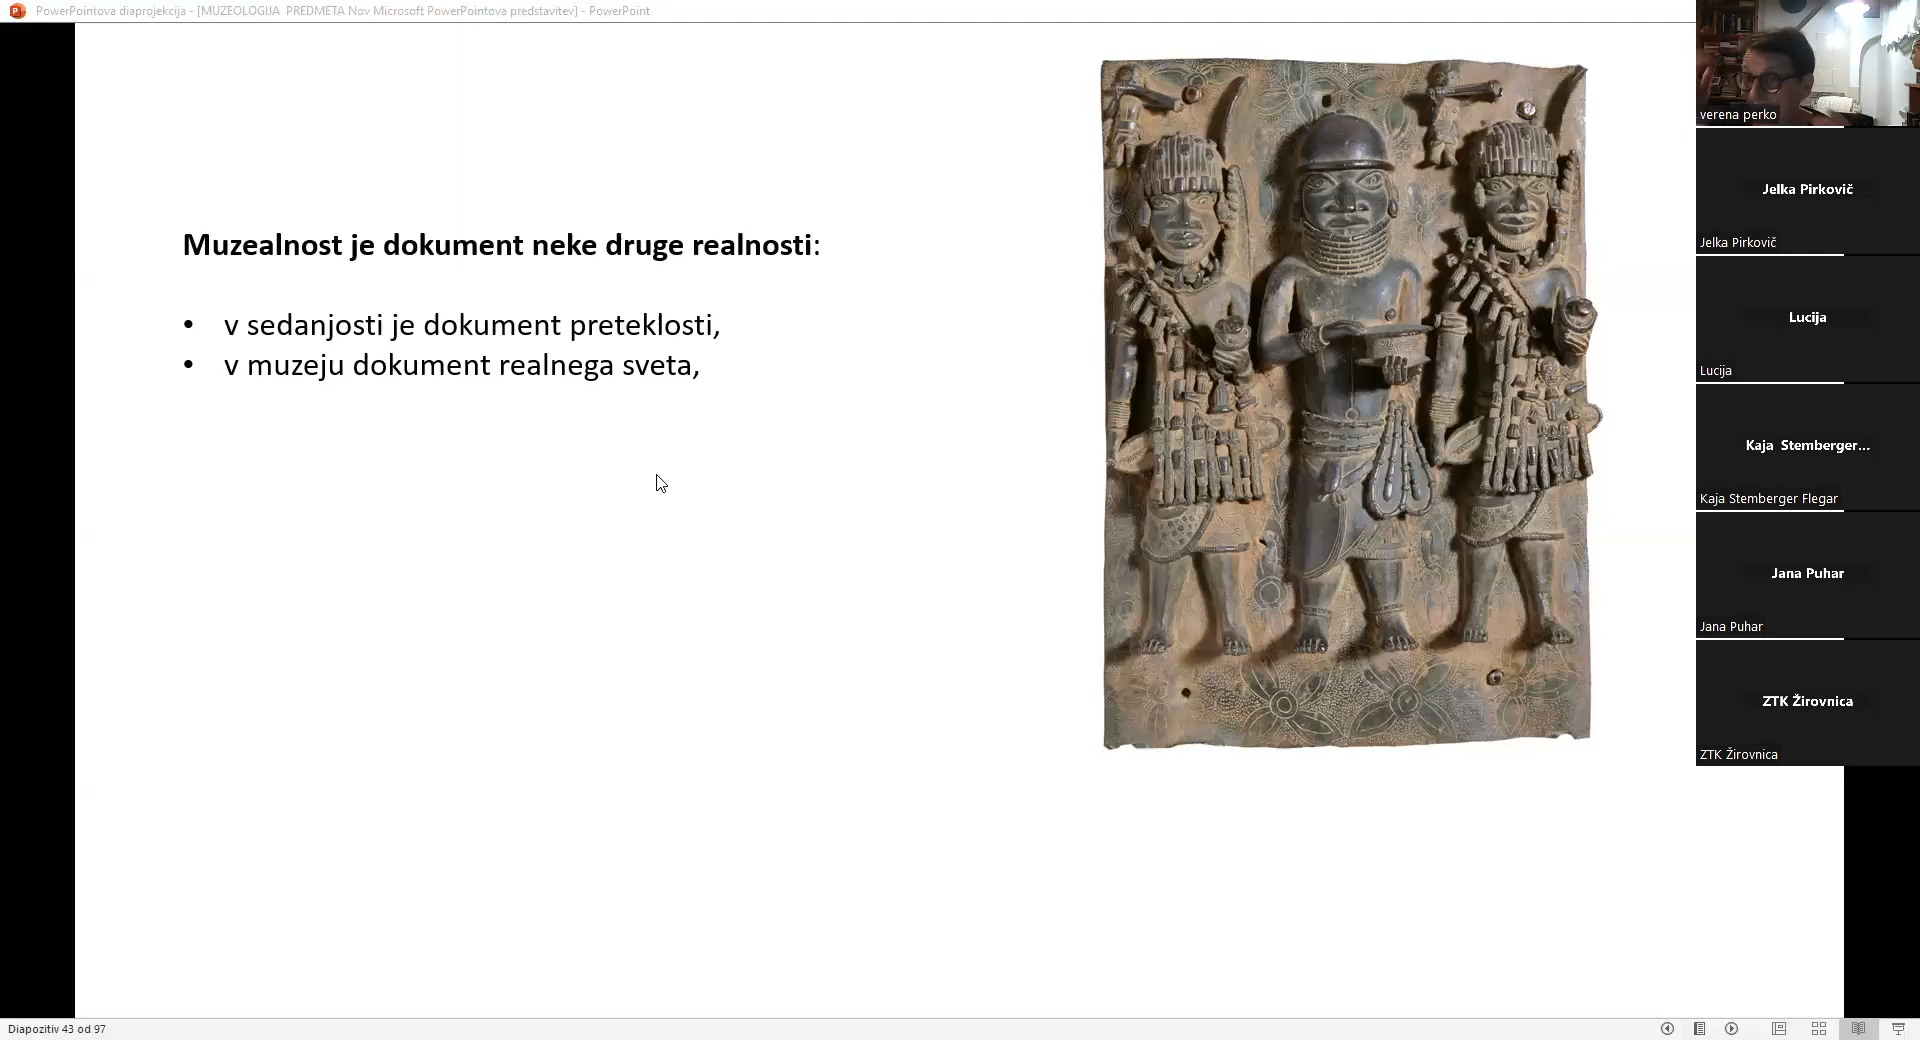 PowerPointova diaprojekcija - [MUZEOLOGIJA  PREDMETA Nov Microsoft PowerPointova predstavitev] - PowerPoint
Muzealnost je dokument neke druge realnosti:
• v sedanjosti je dokument preteklosti,
• v muzeju dokument realnega sveta,
verena perko
Jelka Pirkovič
Jelka Pirkovič
Lucija
Lucija
Kaja  Stemberger...
Kaja Stemberger Flegar
Jana Puhar
Jana Puhar
ZTK Žirovnica
ZTK Žirovnica
Diapozitiv 43 od 97